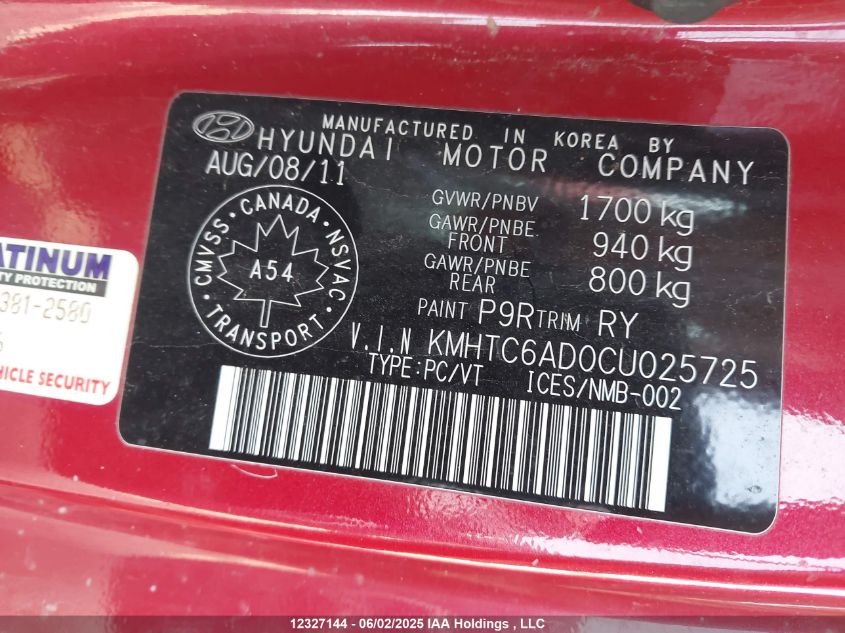 MANUFACTURED IN KOREA BY
HYUNDAI MOTOR COMPANY
AUG/08/11
GVWR/PNBV 1700 kg
GAWR/PNBE FRONT 940 kg
GAWR/PNBE REAR 800 kg
CANADA · NSVAC · TRANSPORT · CMVSS
A54
PAINT P9R TRIM RY
V.I.N KMHTC6AD0CU025725
TYPE:PC/VT ICES/NMB-002
ATINUM
TY PROTECTION
381-2580
HICLE SECURITY
12327144 - 06/02/2025 IAA Holdings , LLC